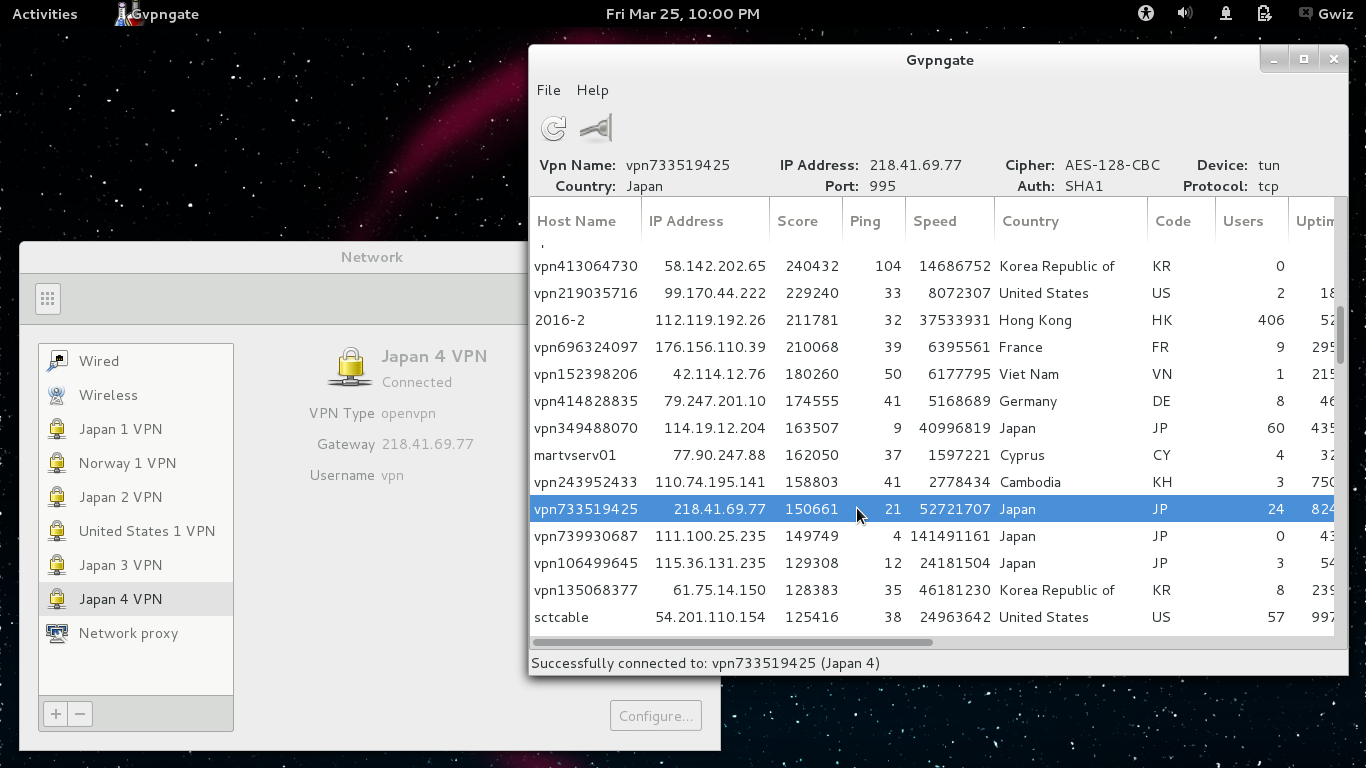 Activities Gvpngate Fri Mar 25, 10:00 PM Gwiz
Gvpngate
File Help
Vpn Name: vpn733519425 IP Address: 218.41.69.77 Cipher: AES-128-CBC Device: tun
Country: Japan Port: 995 Auth: SHA1 Protocol: tcp
Host Name IP Address Score Ping Speed Country Code Users Uptim
vpn413064730 58.142.202.65 240432 104 14686752 Korea Republic of KR 0
vpn219035716 99.170.44.222 229240 33 8072307 United States US 2 18
2016-2 112.119.192.26 211781 32 37533931 Hong Kong HK 406 52
vpn696324097 176.156.110.39 210068 39 6395561 France FR 9 295
vpn152398206 42.114.12.76 180260 50 6177795 Viet Nam VN 1 215
vpn414828835 79.247.201.10 174555 41 5168689 Germany DE 8 46
vpn349488070 114.19.12.204 163507 9 40996819 Japan JP 60 435
martvserv01 77.90.247.88 162050 37 1597221 Cyprus CY 4 32
vpn243952433 110.74.195.141 158803 41 2778434 Cambodia KH 3 750
vpn733519425 218.41.69.77 150661 21 52721707 Japan JP 24 824
vpn739930687 111.100.25.235 149749 4 141491161 Japan JP 0 43
vpn106499645 115.36.131.235 129308 12 24181504 Japan JP 3 54
vpn135068377 61.75.14.150 128383 35 46181230 Korea Republic of KR 8 239
sctcable 54.201.110.154 125416 38 24963642 United States US 57 997
Successfully connected to: vpn733519425 (Japan 4)
Network
Wired
Wireless
Japan 1 VPN
Norway 1 VPN
Japan 2 VPN
United States 1 VPN
Japan 3 VPN
Japan 4 VPN
Network proxy
Japan 4 VPN
Connected
VPN Type openvpn
Gateway 218.41.69.77
Username vpn
Configure...